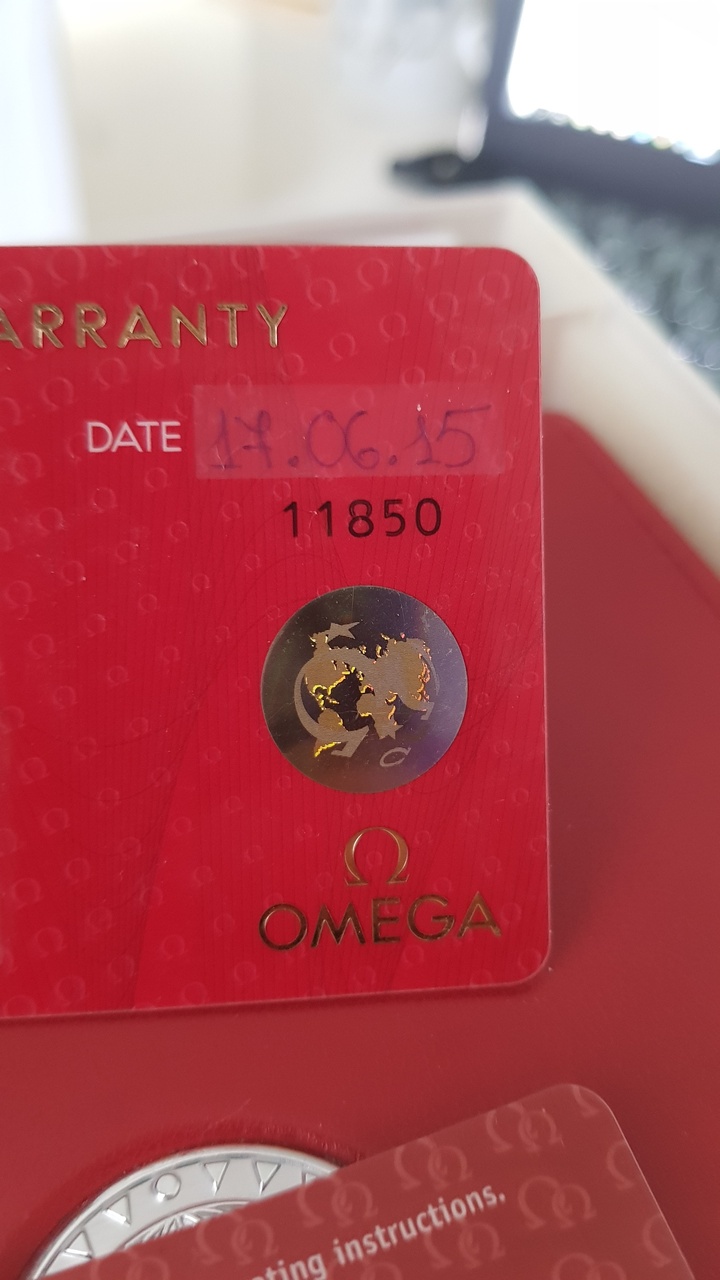 ARRANTY
DATE 17.06.15
11850
Ω
OMEGA
ting instructions.